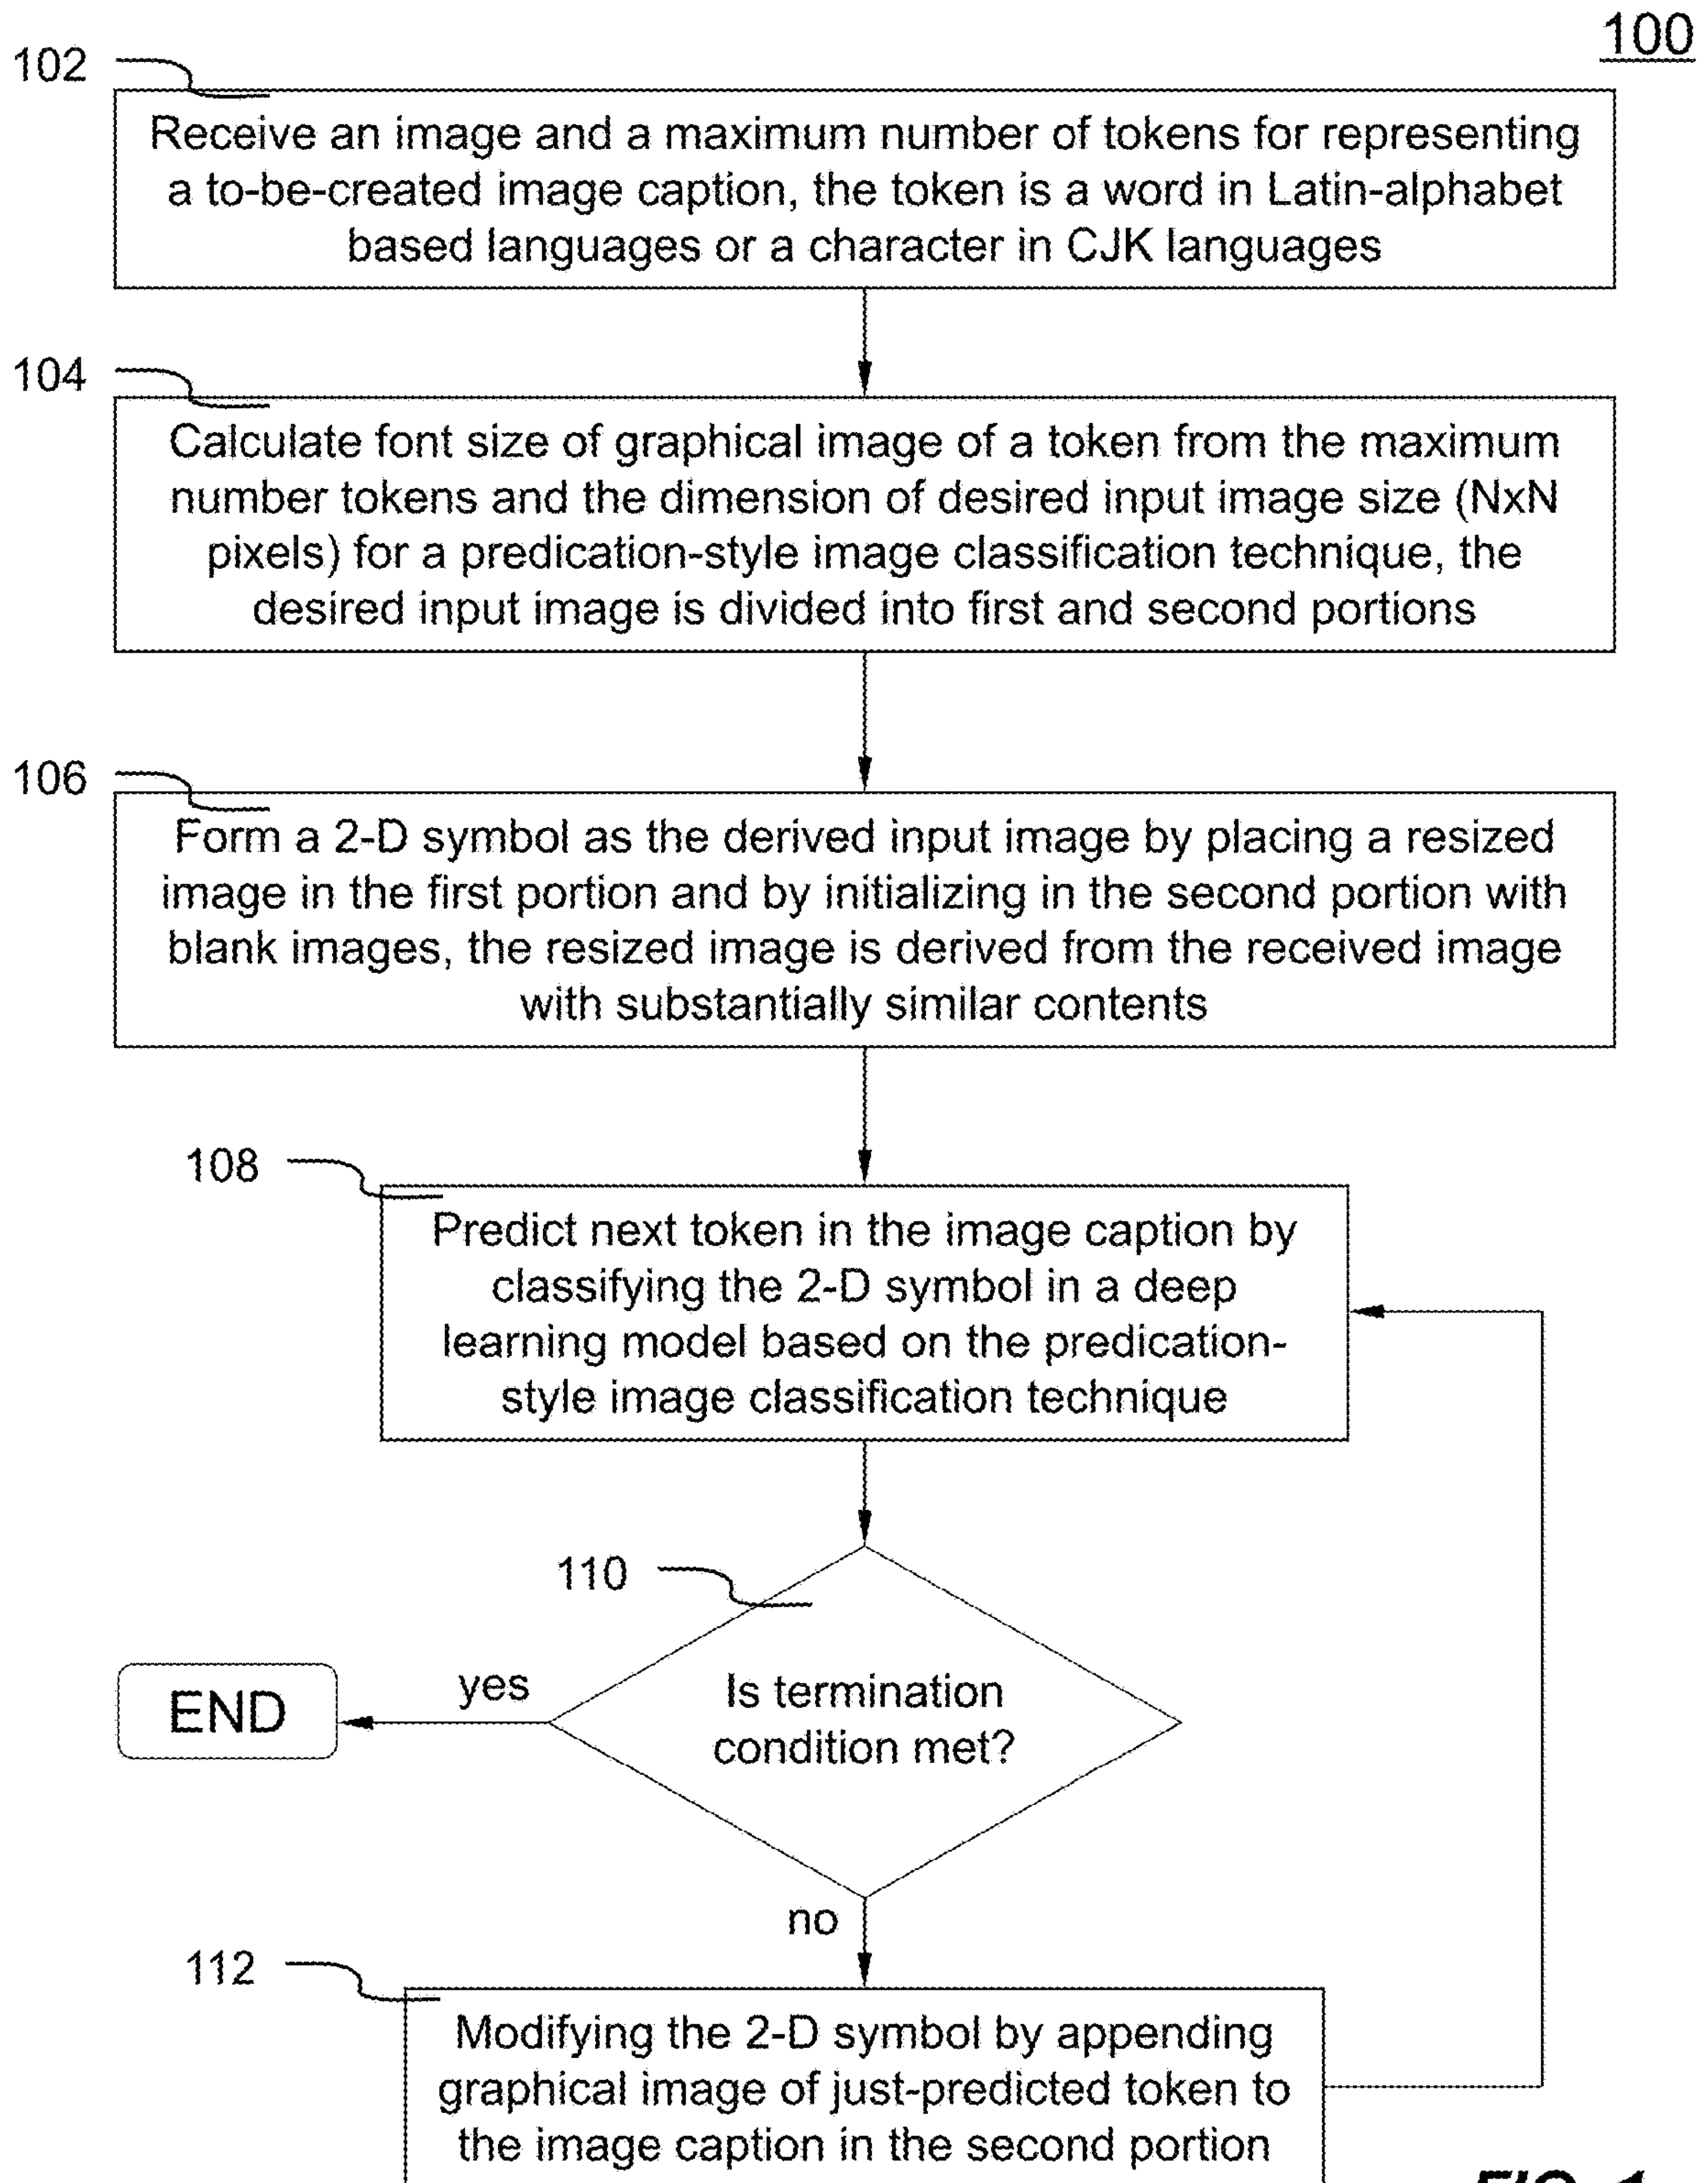 100
102
Receive an image and a maximum number of tokens for representing
a to-be-created image caption, the token is a word in Latin-alphabet
based languages or a character in CJK languages
104
Calculate font size of graphical image of a token from the maximum
number tokens and the dimension of desired input image size (NxN
pixels) for a predication-style image classification technique, the
desired input image is divided into first and second portions
106
Form a 2-D symbol as the derived input image by placing a resized
image in the first portion and by initializing in the second portion with
blank images, the resized image is derived from the received image
with substantially similar contents
108
Predict next token in the image caption by
classifying the 2-D symbol in a deep
learning model based on the predication-
style image classification technique
110
Is termination
condition met?
yes
END
no
112
Modifying the 2-D symbol by appending
graphical image of just-predicted token to
the image caption in the second portion
FIG. 1